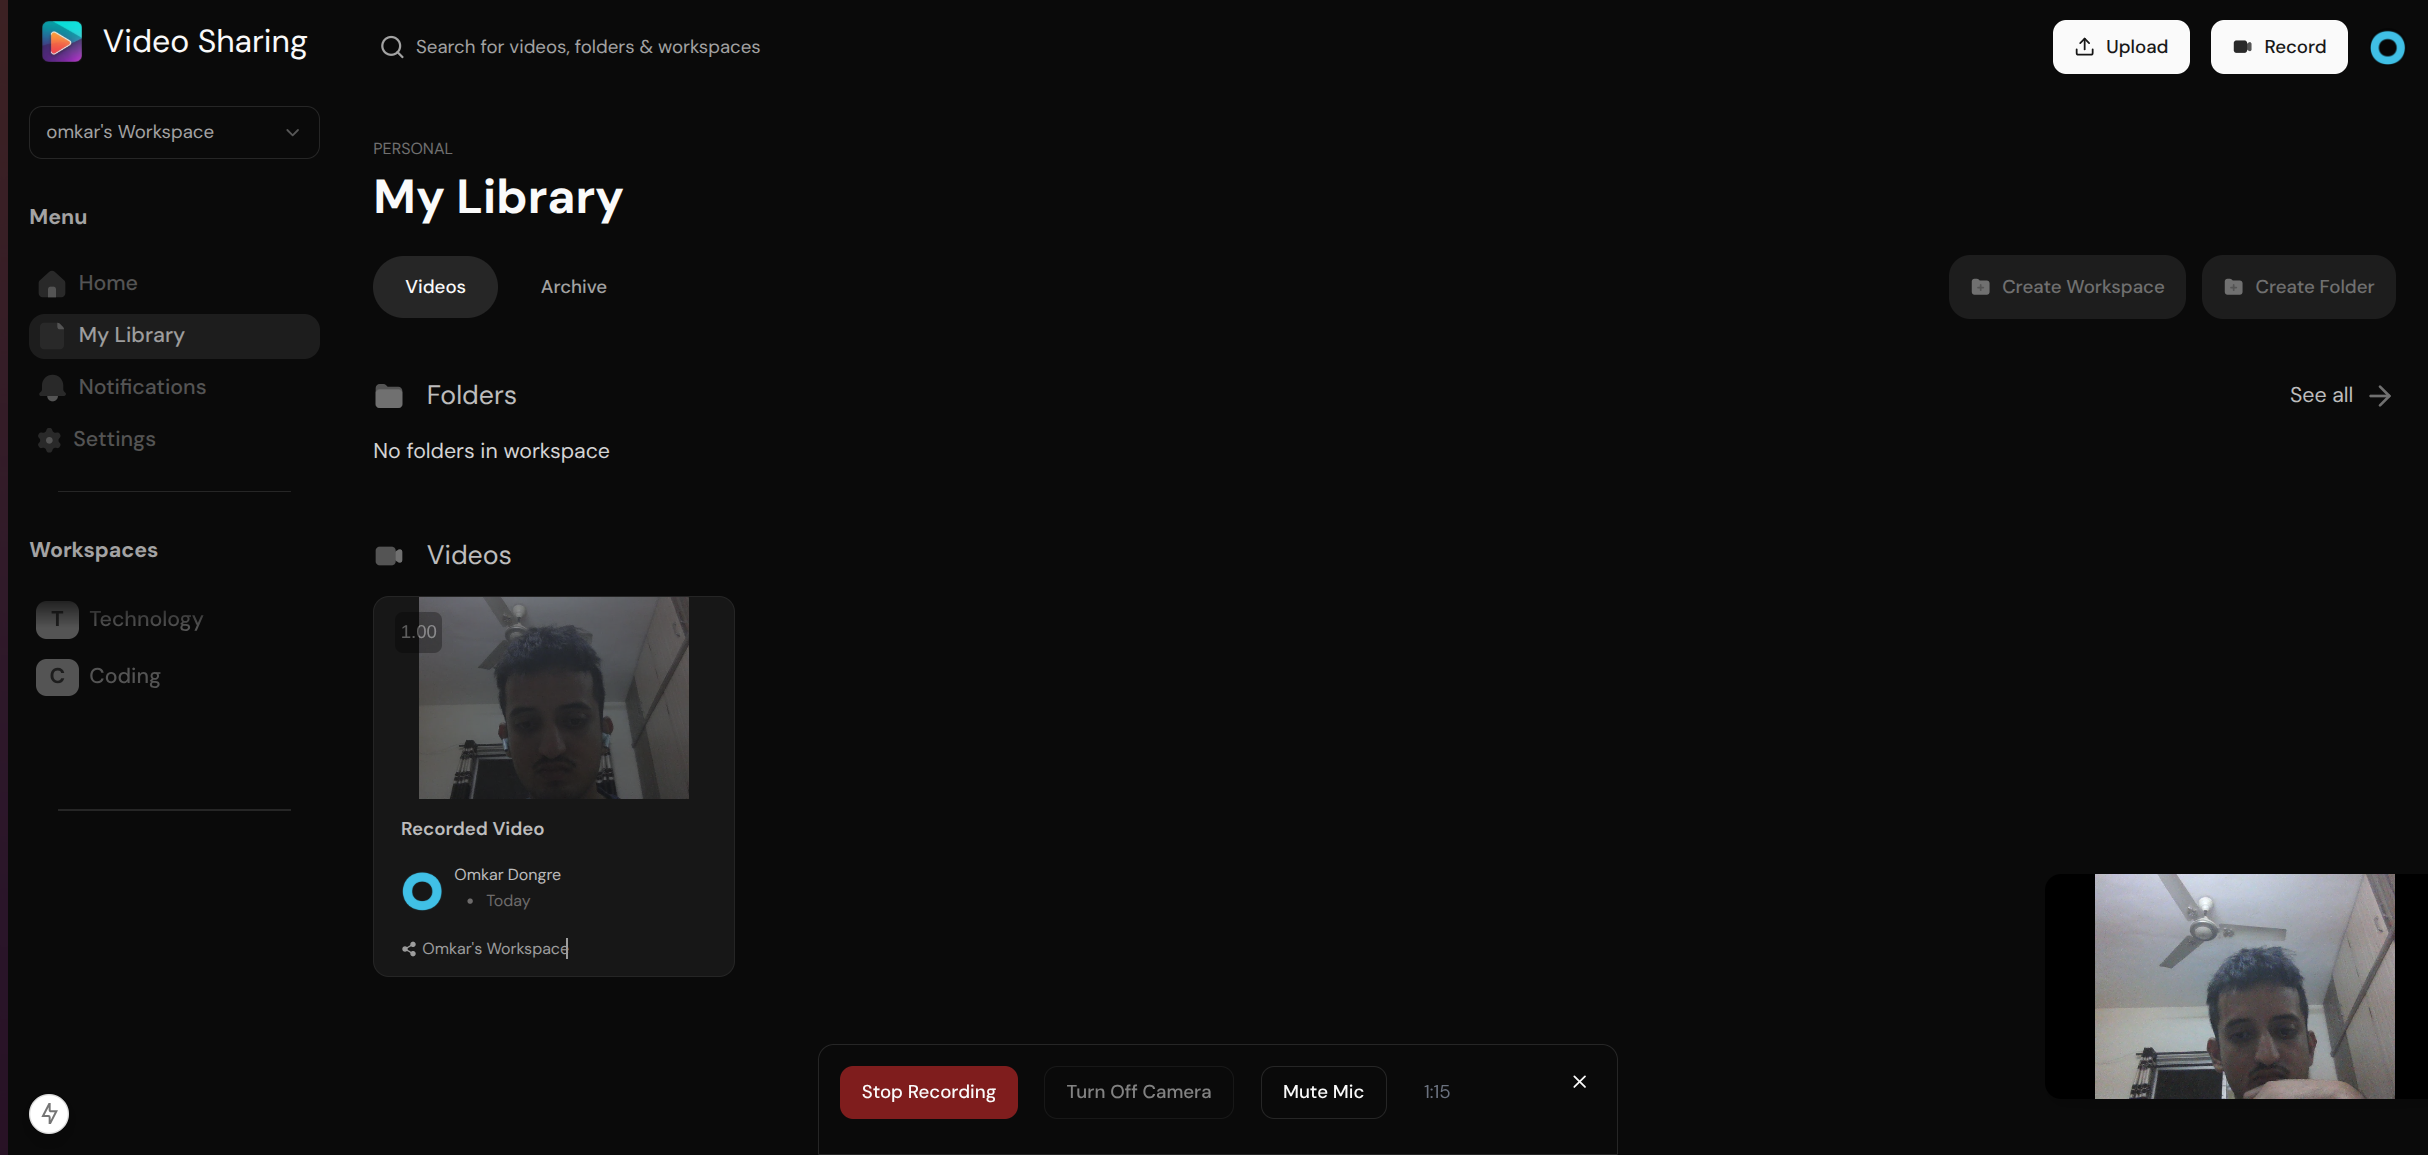 Video Sharing
Search for videos, folders & workspaces
Upload
Record
omkar's Workspace
Menu
Home
My Library
Notifications
Settings
Workspaces
T Technology
C Coding
PERSONAL
My Library
Videos
Archive
Create Workspace
Create Folder
Folders
See all
No folders in workspace
Videos
1.00
Recorded Video
Omkar Dongre
• Today
Omkar's Workspace
Stop Recording
Turn Off Camera
Mute Mic
1:15